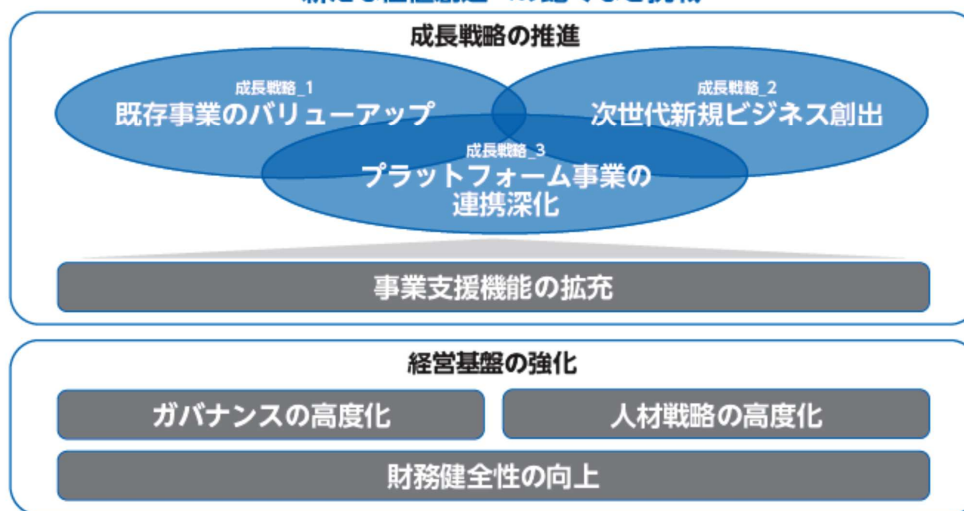 成長戦略の推進
成長戦略_1
既存事業のバリューアップ
成長戦略_2
次世代新規ビジネス創出
成長戦略_3
プラットフォーム事業の
連携深化
事業支援機能の拡充
経営基盤の強化
ガバナンスの高度化
人材戦略の高度化
財務健全性の向上